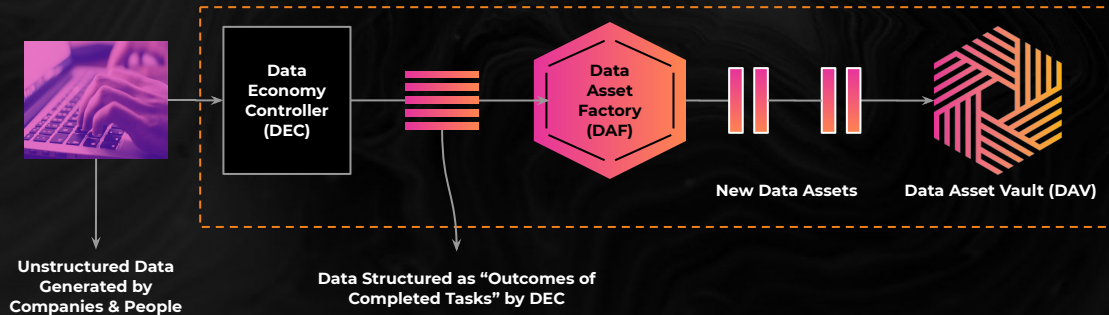 Data
Economy
Controller
(DEC)
Data
Asset
Factory
(DAF)
New Data Assets
Data Asset Vault (DAV)
Unstructured Data
Generated by
Companies & People
Data Structured as “Outcomes of
Completed Tasks” by DEC